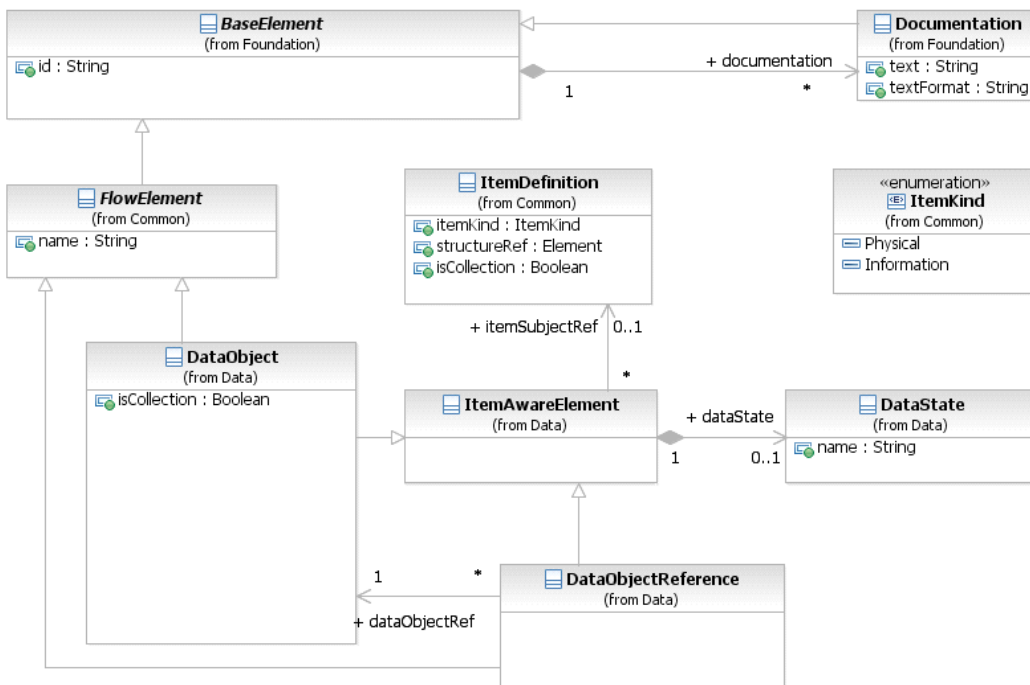 BaseElement
(from Foundation)
id : String
Documentation
(from Foundation)
text : String
textFormat : String
+ documentation
1
*
FlowElement
(from Common)
name : String
ItemDefinition
(from Common)
itemKind : ItemKind
structureRef : Element
isCollection : Boolean
«enumeration»
ItemKind
(from Common)
Physical
Information
+ itemSubjectRef
0..1
*
DataObject
(from Data)
isCollection : Boolean
ItemAwareElement
(from Data)
+ dataState
1
0..1
DataState
(from Data)
name : String
1
*
+ dataObjectRef
DataObjectReference
(from Data)